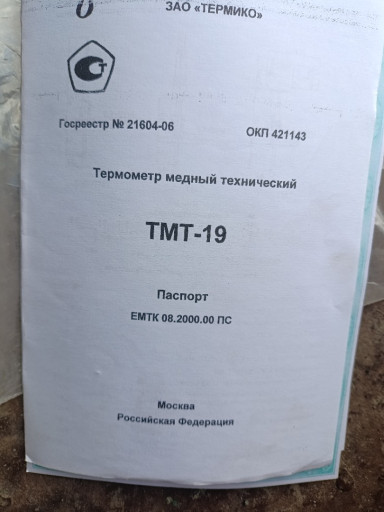 ЗАО «ТЕРМИКО»
Госреестр № 21604-06
ОКП 421143
Термометр медный технический
ТМТ-19
Паспорт
ЕМТК 08.2000.00 ПС
Москва
Российская Федерация